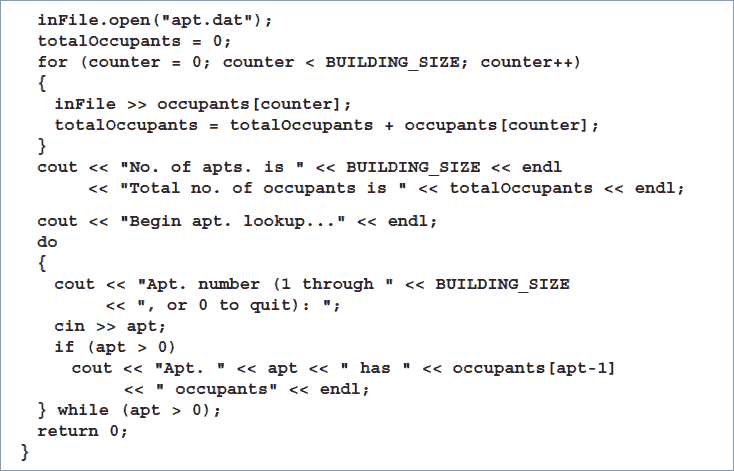 inFile.open("apt.dat");
totalOccupants = 0;
for (counter = 0; counter < BUILDING_SIZE; counter++)
{
inFile >> occupants[counter];
totalOccupants = totalOccupants + occupants[counter];
}
cout << "No. of apts. is " << BUILDING_SIZE << endl
<< "Total no. of occupants is " << totalOccupants << endl;
cout << "Begin apt. lookup..." << endl;
do
{
cout << "Apt. number (1 through " << BUILDING_SIZE
<< ", or 0 to quit): ";
cin >> apt;
if (apt > 0)
cout << "Apt. " << apt << " has " << occupants[apt-1]
<< " occupants" << endl;
} while (apt > 0);
return 0;
}